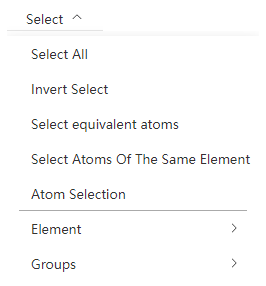 Select
Select All
Invert Select
Select equivalent atoms
Select Atoms Of The Same Element
Atom Selection
Element
Groups